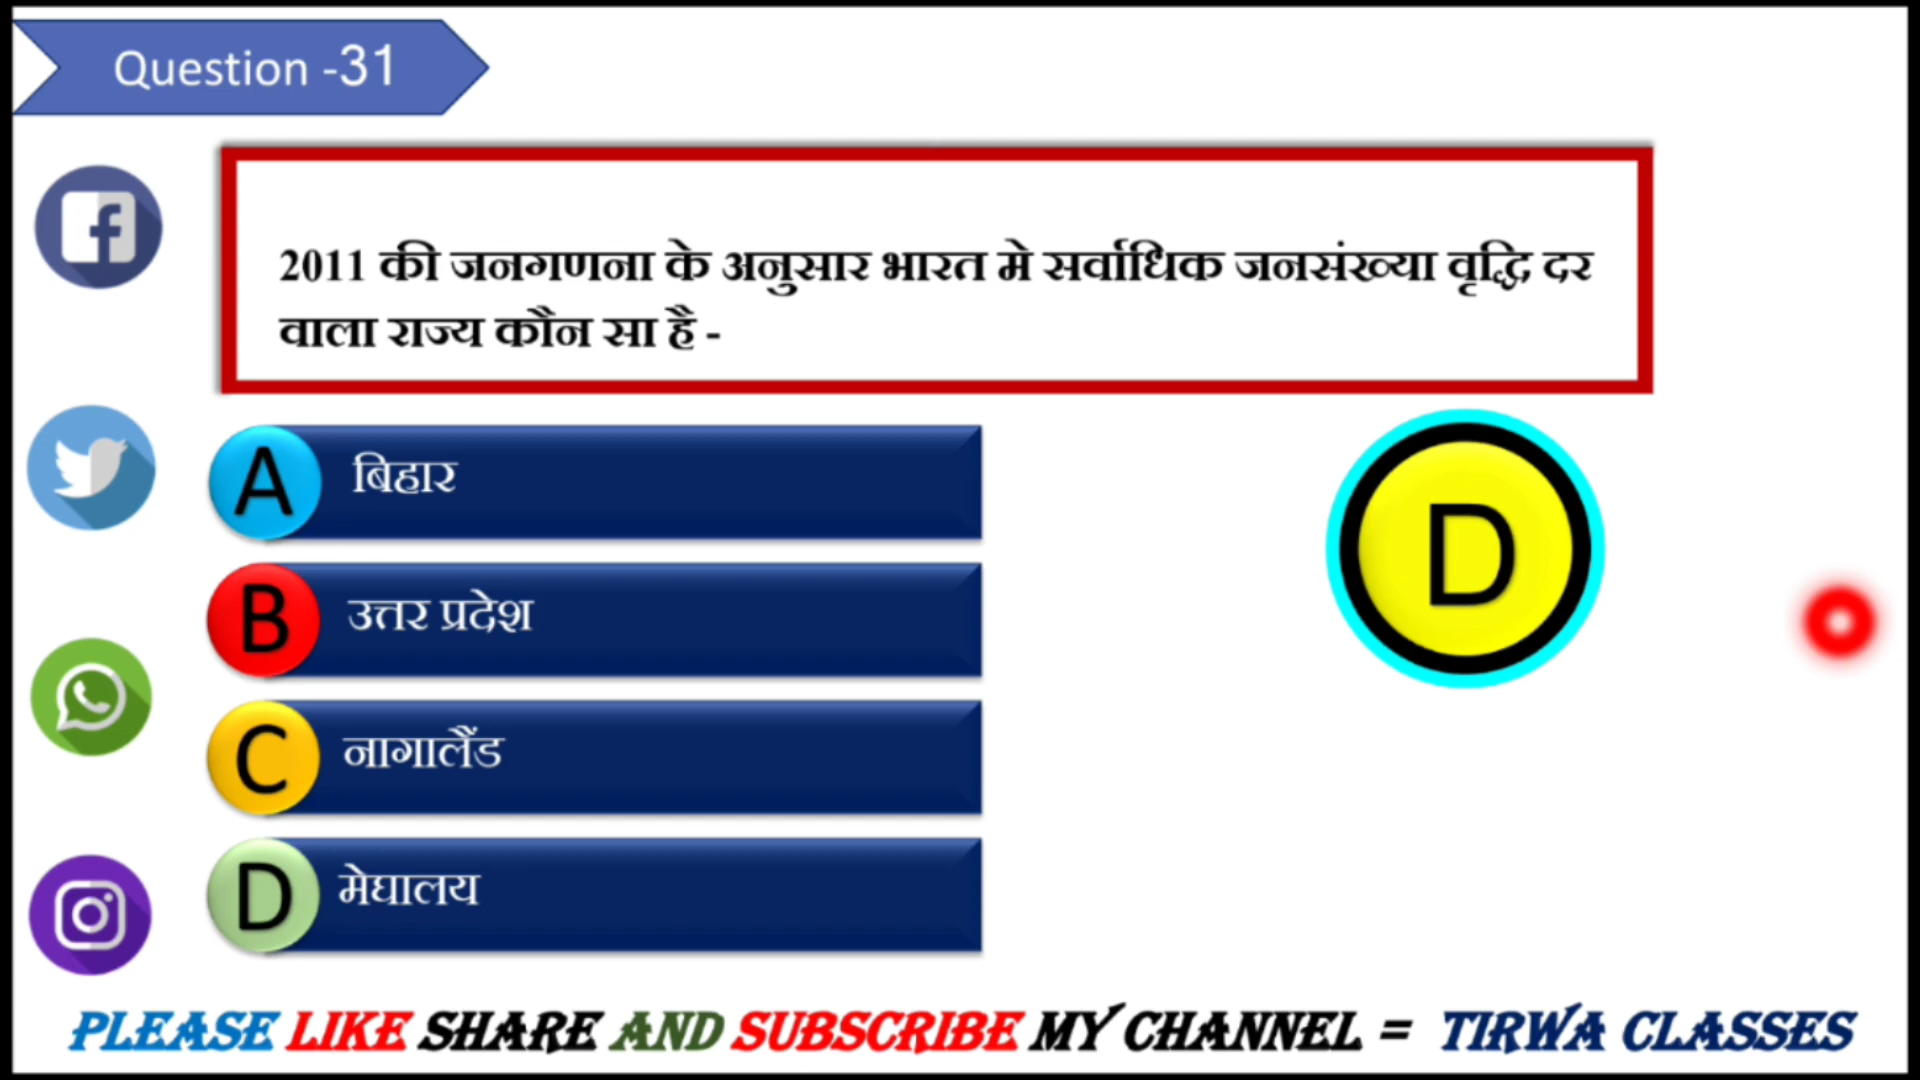 Question -31
2011 की जनगणना के अनुसार भारत मे सर्वाधिक जनसंख्या वृद्धि दर
वाला राज्य कौन सा है -
A बिहार
B उत्तर प्रदेश
C नागालैंड
D मेघालय
D
PLEASE LIKE SHARE AND SUBSCRIBE MY CHANNEL = TIRWA CLASSES